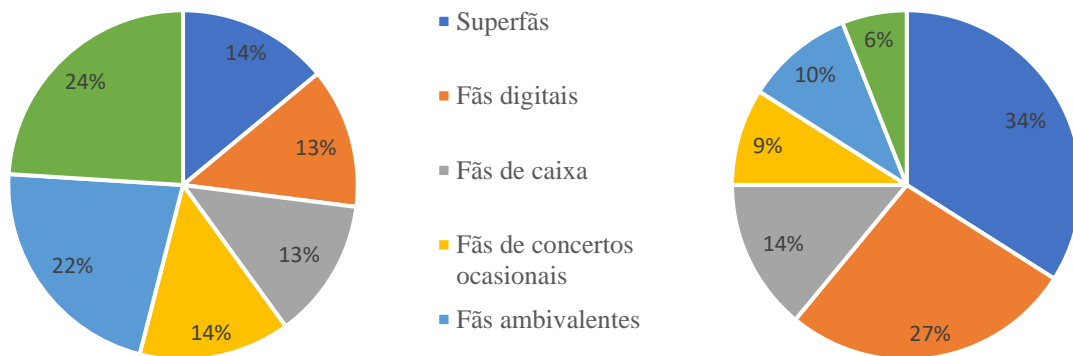 14%
13%
13%
14%
22%
24%
Superfãs
Fãs digitais
Fãs de caixa
Fãs de concertos
ocasionais
Fãs ambivalentes
34%
27%
14%
9%
10%
6%